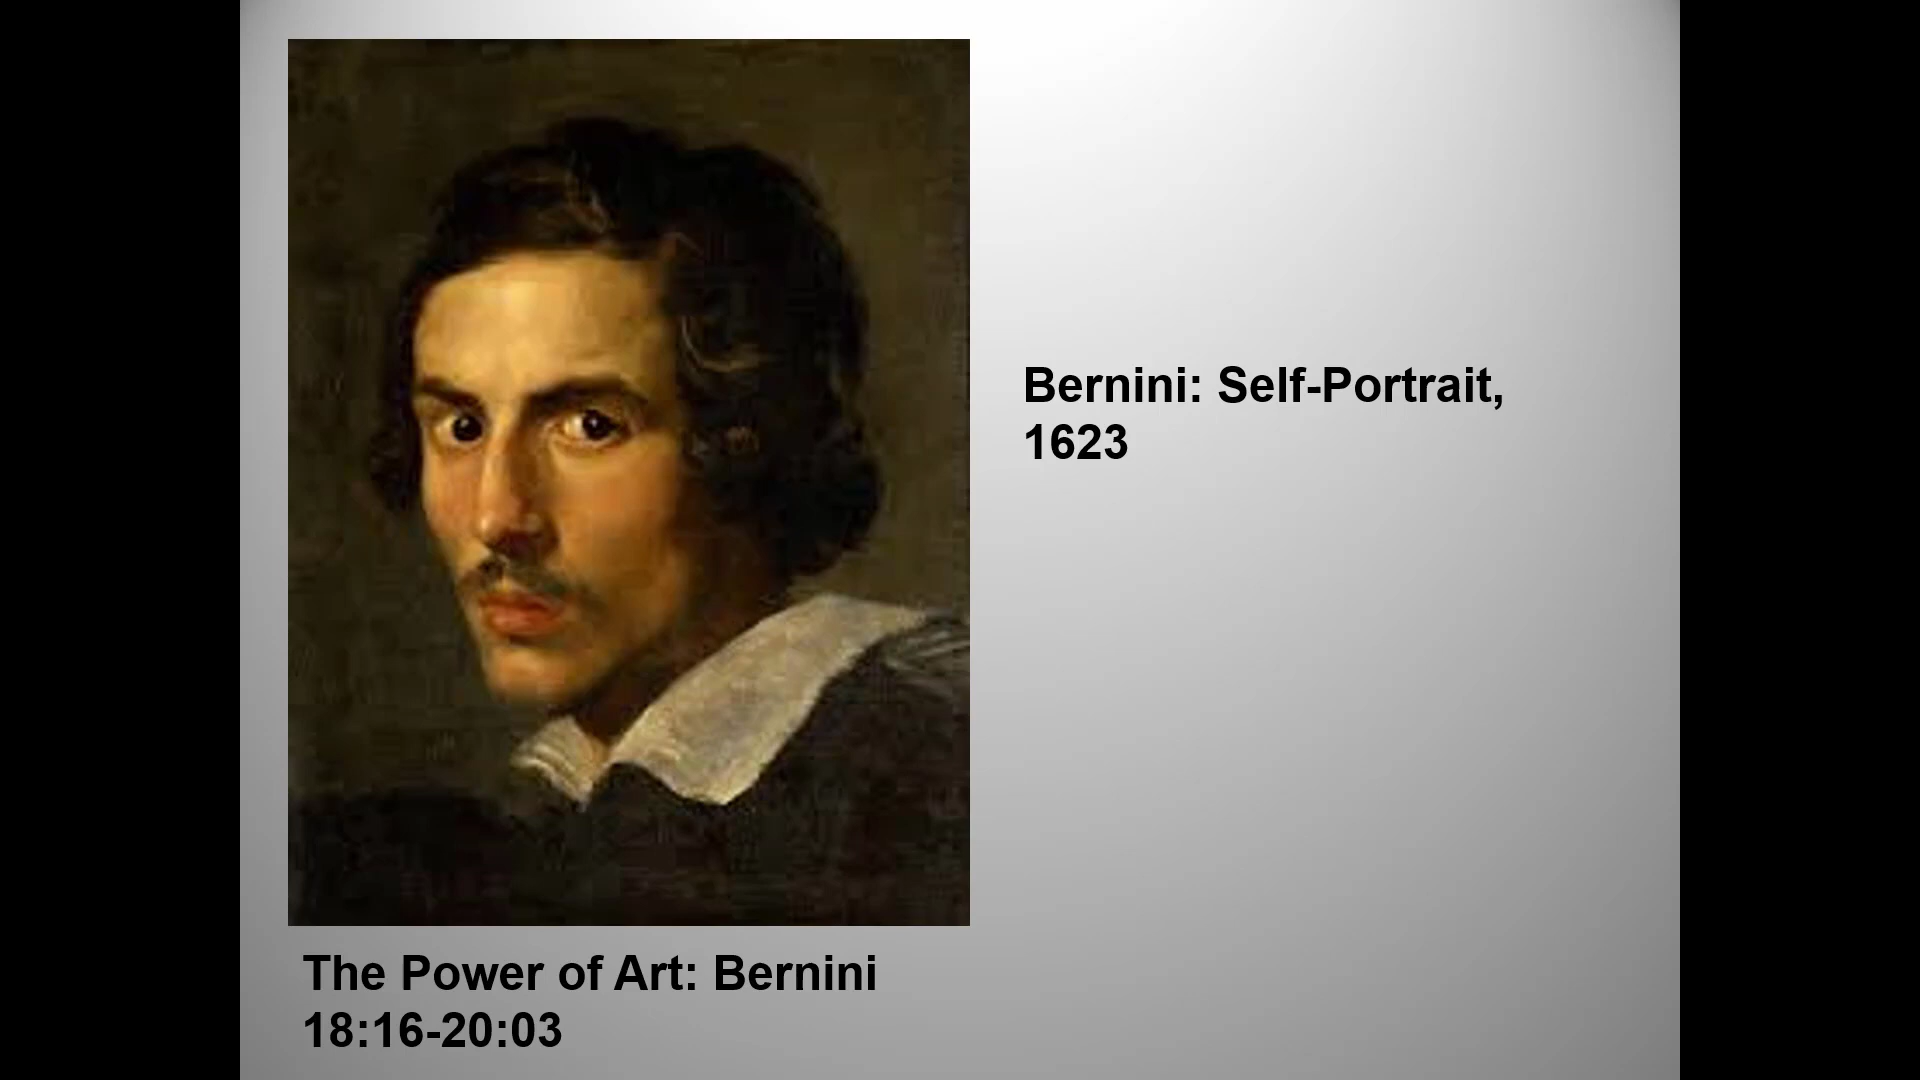 Bernini: Self-Portrait,
1623
The Power of Art: Bernini
18:16-20:03